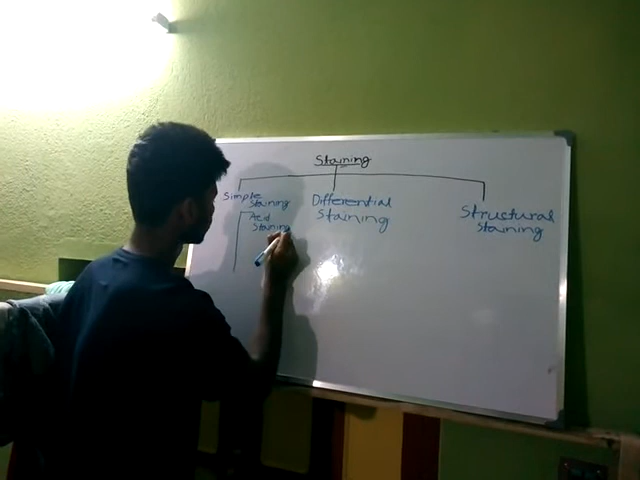 Staining
Simple
Staining
Acid
Staining
Differential
Staining
Structural
Staining